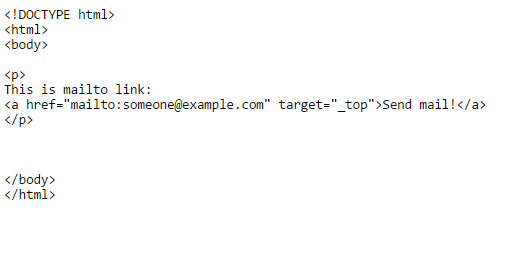 <!DOCTYPE html>
<html>
<body>
<p>
This is mailto link:
<a href="mailto:someone@example.com" target="_top">Send mail!</a>
</p>
</body>
</html>